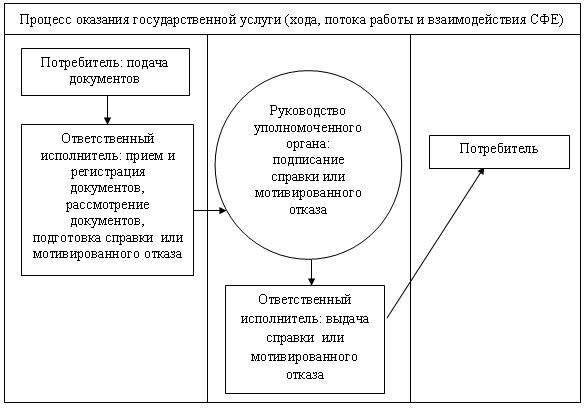 Процесс оказания государственной услуги (хода, потока работы и взаимодействия СФЕ)
Потребитель: подача
документов
Ответственный
исполнитель: прием и
регистрация
документов,
рассмотрение
документов,
подготовка справки или
мотивированного отказа
Руководство
уполномоченного
органа:
подписание
справки или
мотивированного
отказа
Ответственный
исполнитель: выдача
справки или
мотивированного
отказа
Потребитель